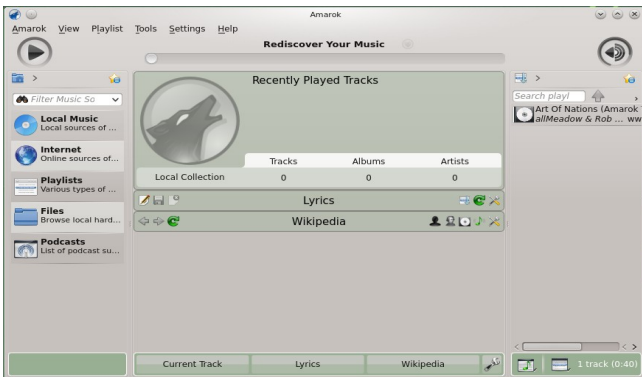 Amarok
Amarok View Playlist Tools Settings Help
Rediscover Your Music
Filter Music So
Local Music
Local sources of ...
Internet
Online sources of...
Playlists
Various types of ...
Files
Browse local hard...
Podcasts
List of podcast su...
Recently Played Tracks
Tracks Albums Artists
Local Collection 0 0 0
Lyrics
Wikipedia
Current Track Lyrics Wikipedia
Search playl
Art Of Nations (Amarok
allMeadow & Rob ... ww
1 track (0:40)